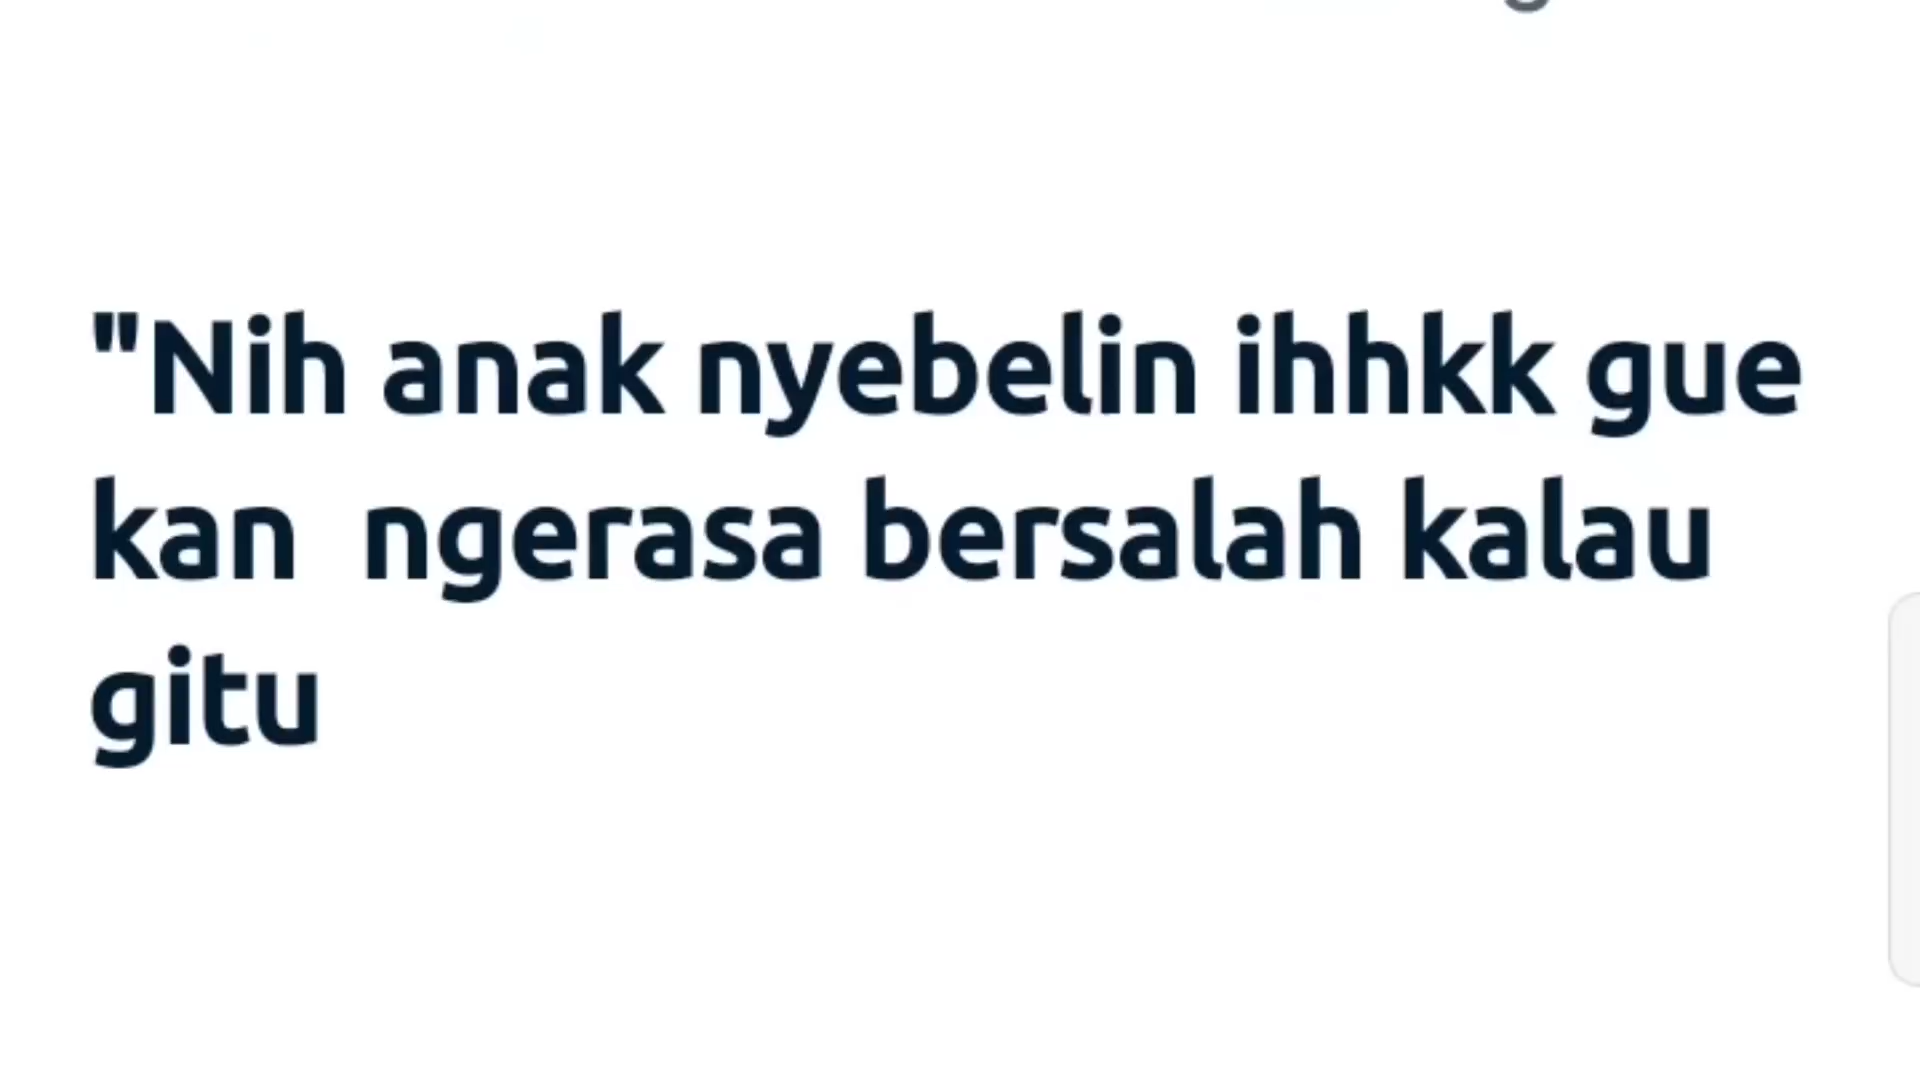 "Nih anak nyebelin ihhkk gue
kan  ngerasa bersalah kalau
gitu